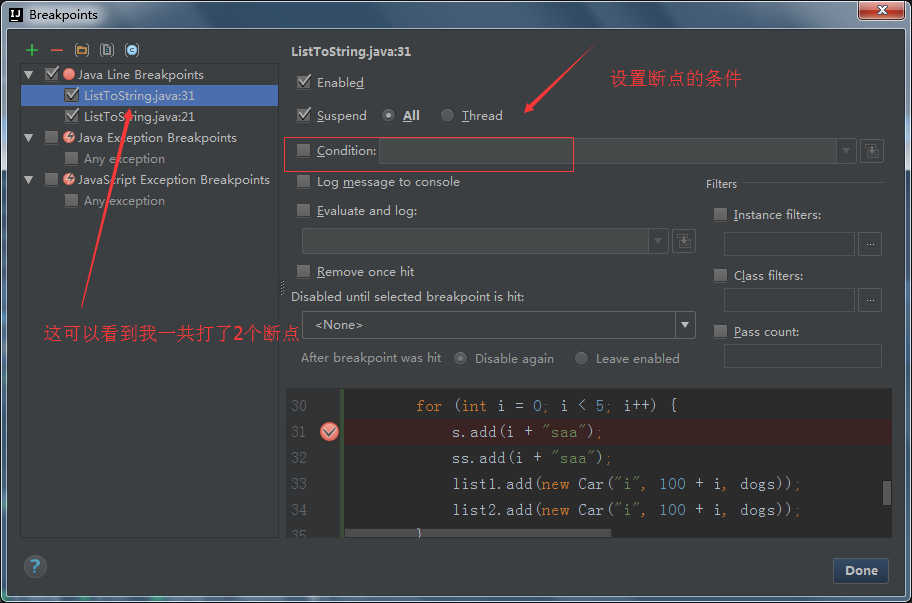 Breakpoints
Java Line Breakpoints
ListToString.java:31
ListToString.java:21
Java Exception Breakpoints
Any exception
JavaScript Exception Breakpoints
Any exception
这可以看到我一共打了2个断点
ListToString.java:31
设置断点的条件
Enabled
Suspend All Thread
Condition:
Log message to console
Evaluate and log:
Remove once hit
Disabled until selected breakpoint is hit:
<None>
After breakpoint was hit Disable again Leave enabled
Filters
Instance filters:
...
Class filters:
...
Pass count:
30 for (int i = 0; i < 5; i++) {
31 s.add(i + "saa");
32 ss.add(i + "saa");
33 list1.add(new Car("i", 100 + i, dogs));
34 list2.add(new Car("i", 100 + i, dogs));
35 }
?
Done